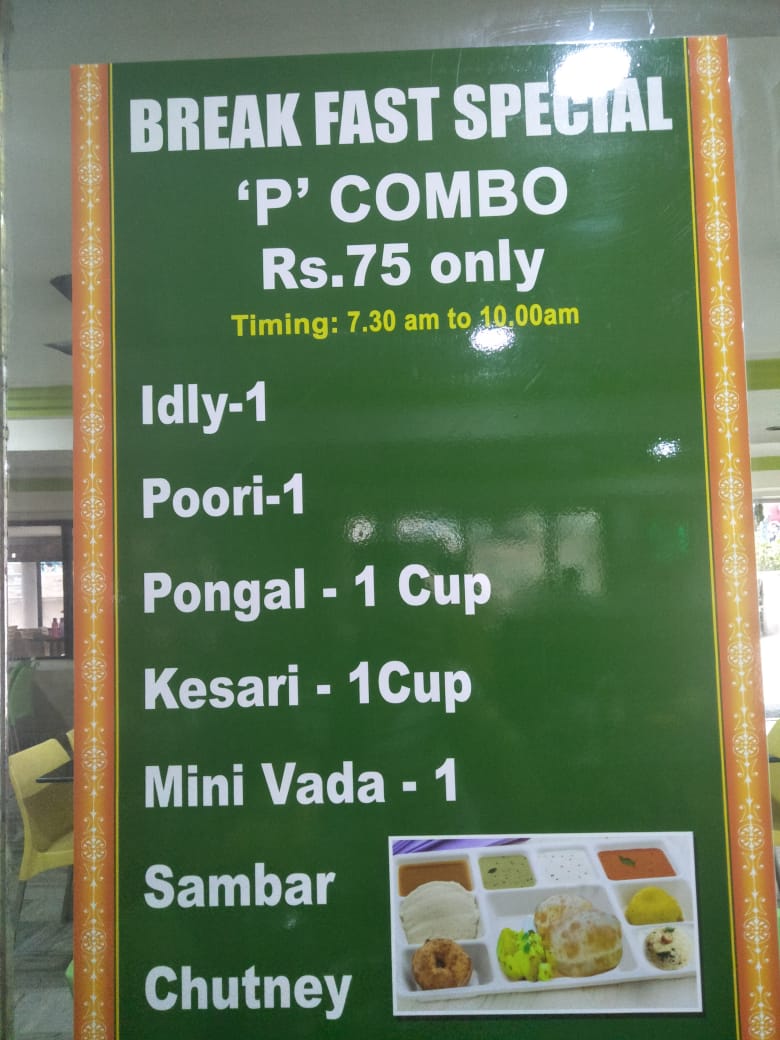 BREAK FAST SPECIAL
‘P’ COMBO
Rs.75 only
Timing: 7.30 am to 10.00am
Idly-1
Poori-1
Pongal - 1 Cup
Kesari - 1Cup
Mini Vada - 1
Sambar
Chutney